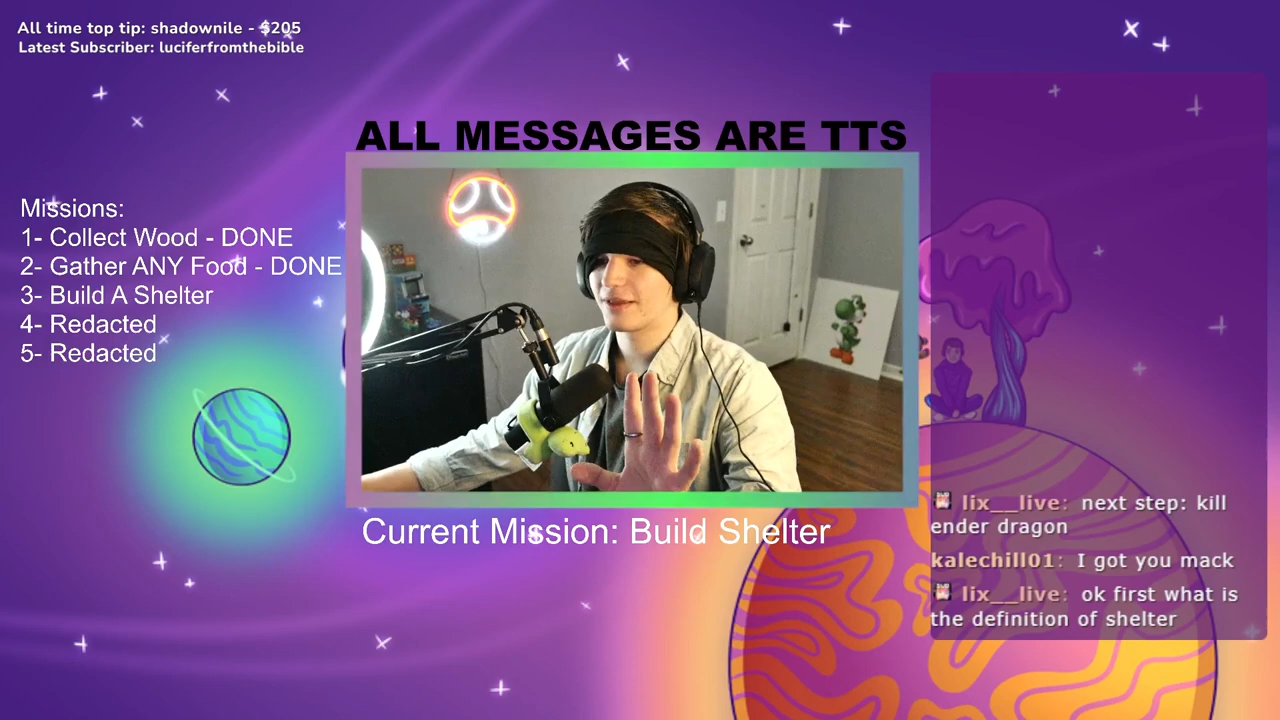 All time top tip: shadownile - $205
Latest Subscriber: luciferfromthebible
ALL MESSAGES ARE TTS
Missions:
1- Collect Wood - DONE
2- Gather ANY Food - DONE
3- Build A Shelter
4- Redacted
5- Redacted
Current Mission: Build Shelter
lix__live: next step: kill
ender dragon
kalechill01: I got you mack
lix__live: ok first what is
the definition of shelter